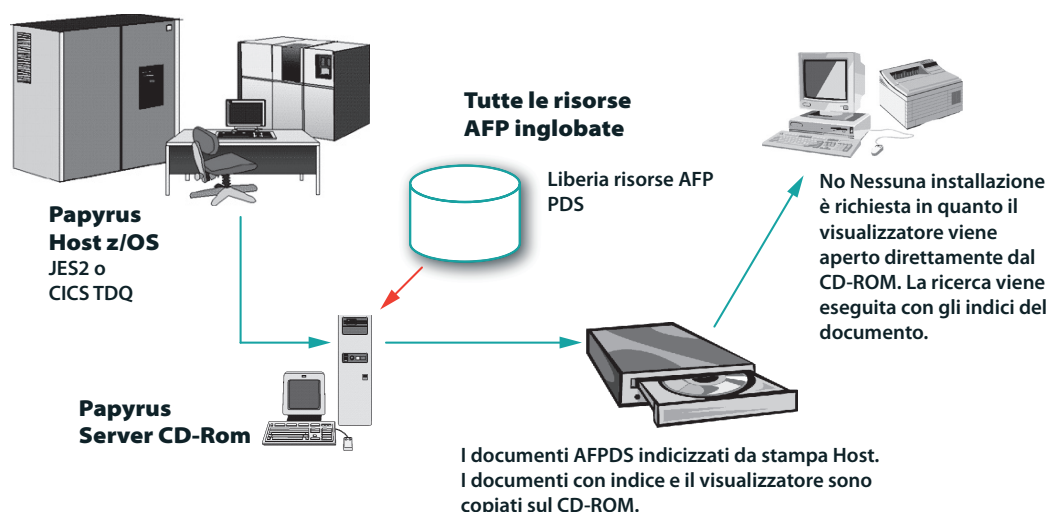 Tutte le risorse
AFP inglobate
Liberia risorse AFP
PDS
Papyrus
Host z/OS
JES2 o
CICS TDQ
No Nessuna installazione
è richiesta in quanto il
visualizzatore viene
aperto direttamente dal
CD-ROM. La ricerca viene
eseguita con gli indici del
documento.
Papyrus
Server CD-Rom
I documenti AFPDS indicizzati da stampa Host.
I documenti con indice e il visualizzatore sono
copiati sul CD-ROM.